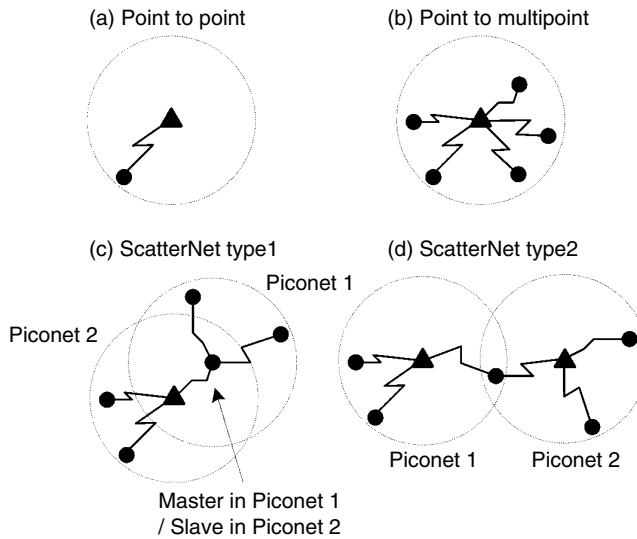 (a) Point to point
(b) Point to multipoint
(c) ScatterNet type1
Piconet 1
Piconet 2
Master in Piconet 1
/ Slave in Piconet 2
(d) ScatterNet type2
Piconet 1
Piconet 2